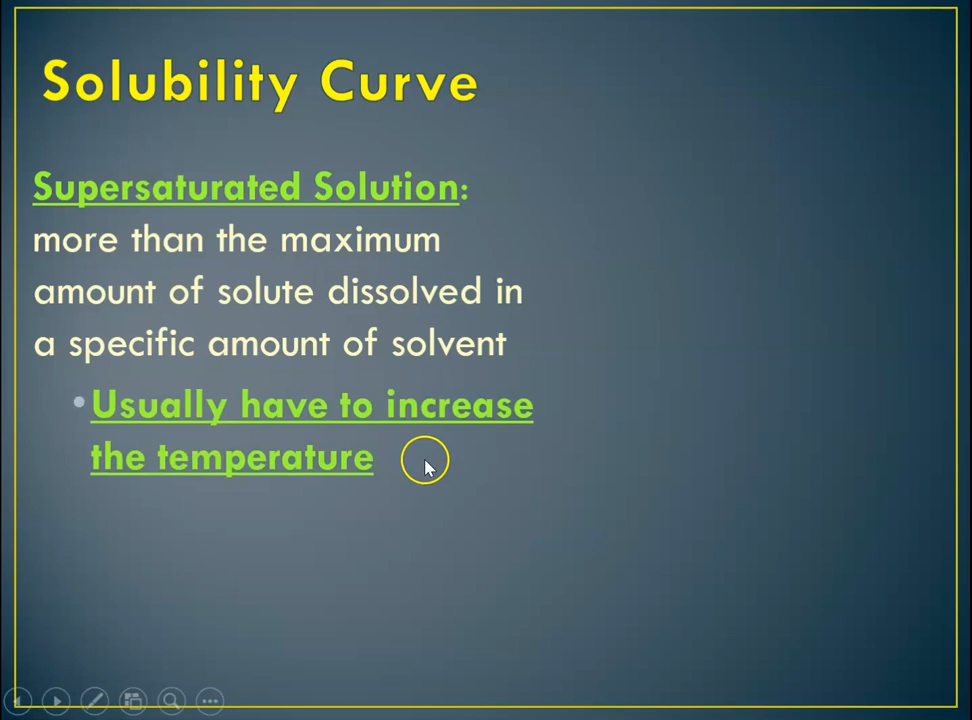 Solubility Curve
Supersaturated Solution:
more than the maximum
amount of solute dissolved in
a specific amount of solvent
•Usually have to increase
the temperature